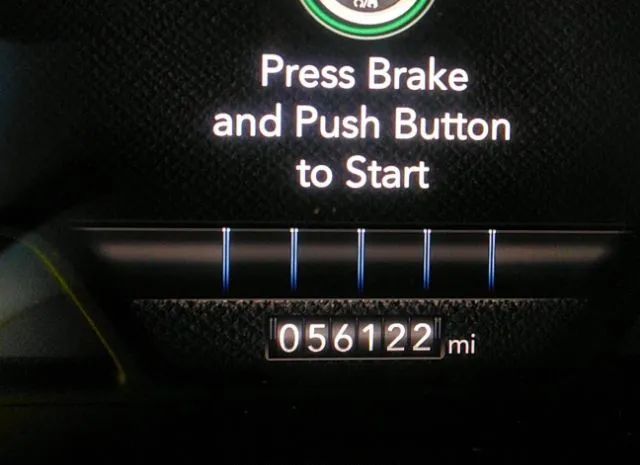 Press Brake
and Push Button
to Start
056122 mi